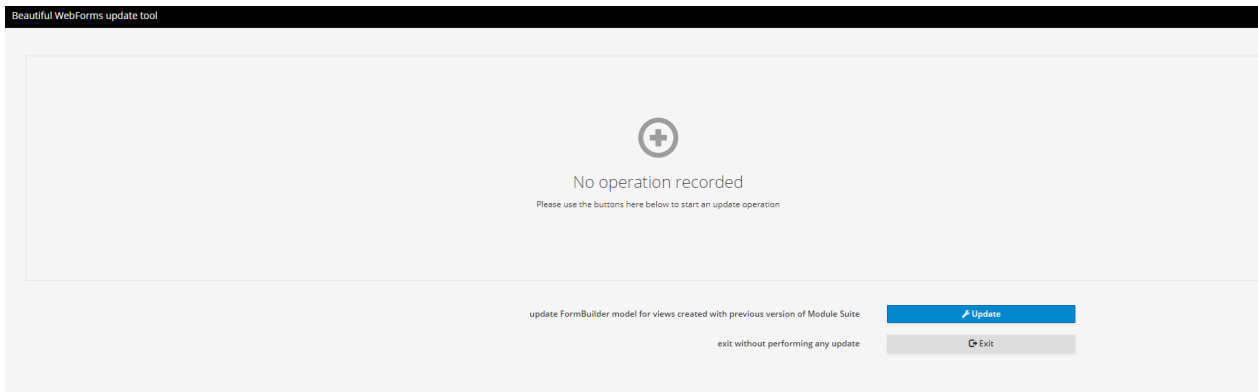 Beautiful WebForms update tool
No operation recorded
Please use the buttons here below to start an update operation
update FormBuilder model for views created with previous version of Module Suite
Update
exit without performing any update
Exit